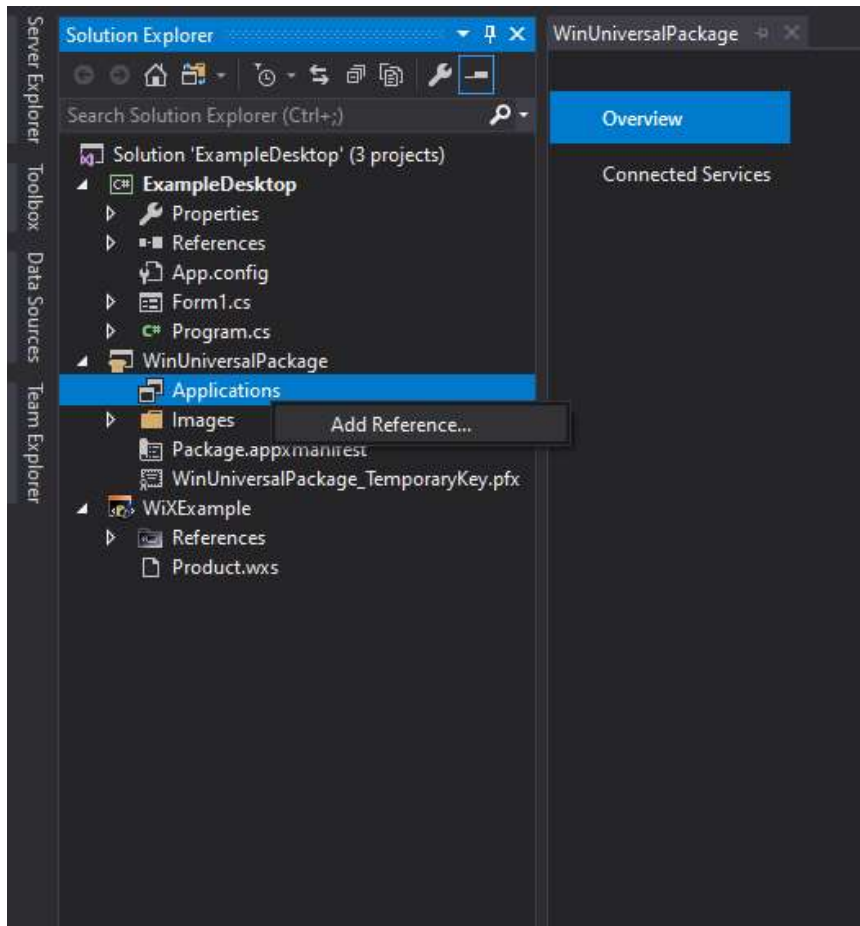 Server Explorer
Toolbox
Data Sources
Team Explorer
Solution Explorer
Search Solution Explorer (Ctrl+;)
Solution 'ExampleDesktop' (3 projects)
C# ExampleDesktop
Properties
References
App.config
Form1.cs
C# Program.cs
WinUniversalPackage
Applications
Images
Add Reference...
Package.appxmanifest
WinUniversalPackage_TemporaryKey.pfx
WiXExample
References
Product.wxs
WinUniversalPackage
Overview
Connected Services